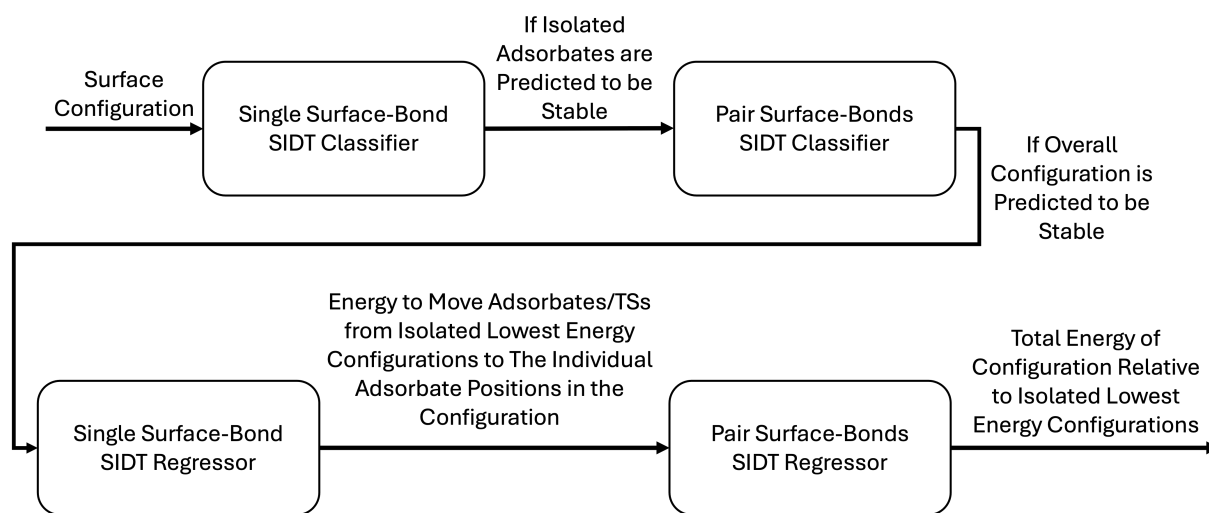 Surface
Configuration
Single Surface-Bond
SIDT Classifier
If Isolated
Adsorbates are
Predicted to be
Stable
Pair Surface-Bonds
SIDT Classifier
If Overall
Configuration is
Predicted to be
Stable
Single Surface-Bond
SIDT Regressor
Energy to Move Adsorbates/TSs
from Isolated Lowest Energy
Configurations to The Individual
Adsorbate Positions in the
Configuration
Pair Surface-Bonds
SIDT Regressor
Total Energy of
Configuration Relative
to Isolated Lowest
Energy Configurations